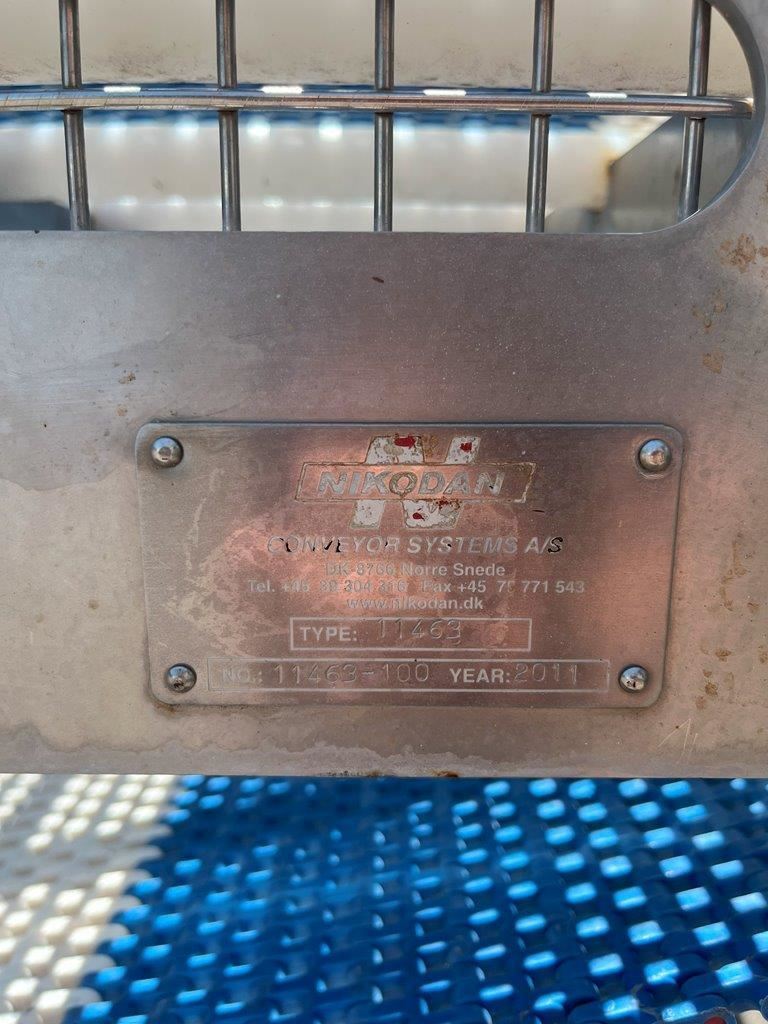 NIKODAN
CONVEYOR SYSTEMS A/S
DK-8766 Nørre Snede
Tel. +45 Fax +45 771 543
www.nikodan.dk
TYPE: 11463
NO.: 11463-100 YEAR: 2011